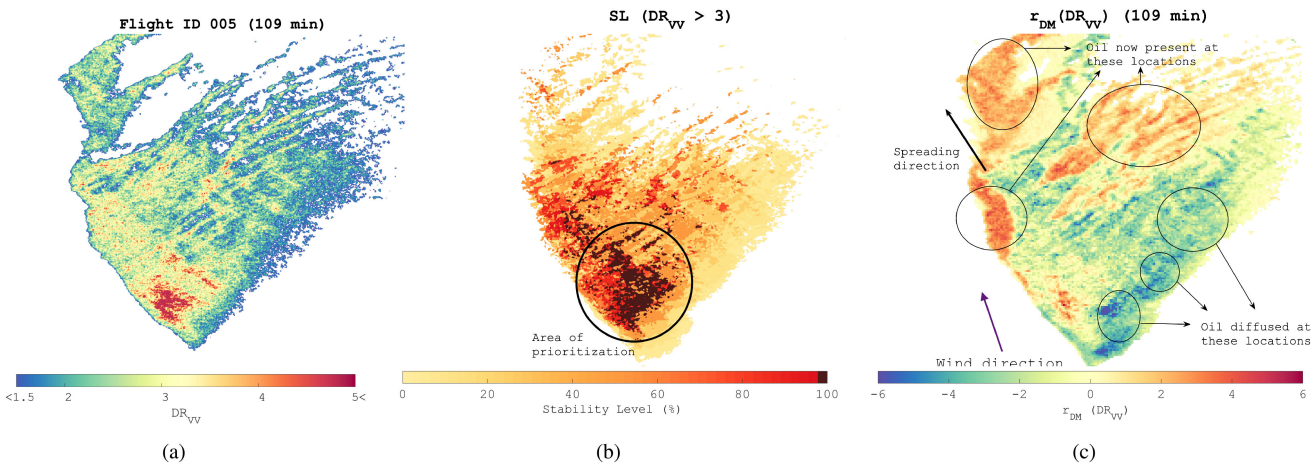 Flight ID 005 (109 min)
<1.5 2 3 4 5<
DR_VV
(a)
SL (DR_VV > 3)
Area of
prioritization
0 20 40 60 80 100
Stability Level (%)
(b)
r_DM(DR_VV) (109 min)
Oil now present at
these locations
Spreading
direction
Wind direction
Oil diffused at
these locations
-6 -4 -2 0 2 4 6
r_DM (DR_VV)
(c)